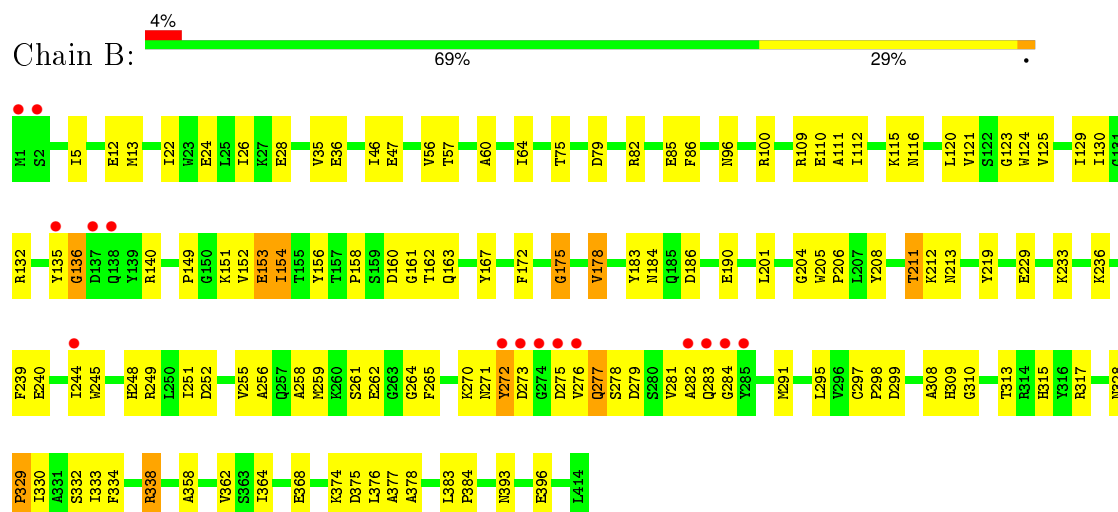 4%
Chain B:
69% 29% •
M1 S2 I5 E12 M13 I22 W23 E24 L25 I26 K27 E28 V35 E36 I46 E47 V56 T57 A60 I64 T75 D79 R82 E85 F86 N96 R100 R109 E110 A111 I112 K115 N116 L120 V121 S122 G123 W124 V125 I129 I130 G131
R132 Y135 G136 D137 Q138 Y139 R140 P149 G150 K151 V152 E153 I154 T155 Y156 T157 P158 S159 D160 G161 T162 Q163 Y167 F172 G175 V178 Y183 N184 Q185 D186 E190 L201 G204 W205 P206 L207 Y208 T211 K212 N213 Y219 E229 K233 K236
F239 E240 I244 W245 H248 R249 L250 I251 D252 V255 A256 Q257 A258 M259 K260 S261 E262 G263 G264 F265 K270 N271 Y272 D273 G274 D275 V276 Q277 S278 D279 S280 V281 A282 Q283 G284 Y285 M291 L295 V296 C297 P298 D299 A308 H309 G310 T313 R314 H315 Y316 R317 N328
P329 I330 A331 S332 I333 F334 R338 A358 V362 S363 I364 E368 K374 D375 L376 A377 A378 L383 P384 N393 E396 L414